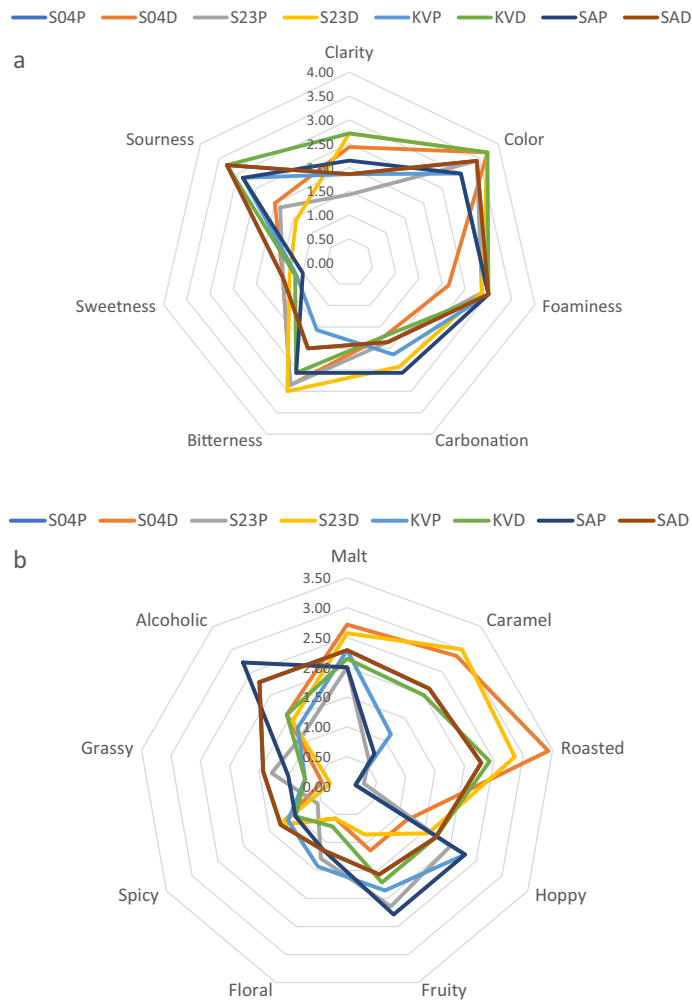 S04P S04D S23P S23D KVP KVD SAP SAD
a
Clarity
4.00
3.50
3.00
2.50
2.00
1.50
1.00
0.50
0.00
Sourness
Color
Sweetness
Foaminess
Bitterness
Carbonation
S04P S04D S23P S23D KVP KVD SAP SAD
b
Malt
3.50
3.00
2.50
2.00
1.50
1.00
0.50
0.00
Alcoholic
Caramel
Grassy
Roasted
Spicy
Hoppy
Floral
Fruity